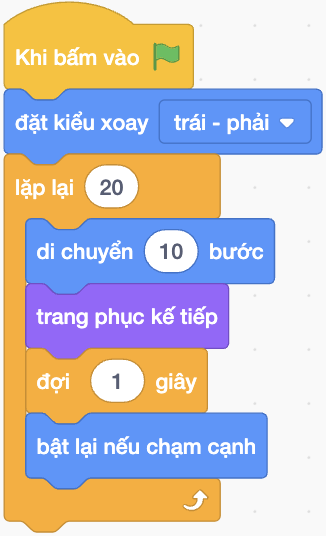 Khi bấm vào
đặt kiểu xoay trái - phải
lặp lại 20
di chuyển 10 bước
trang phục kế tiếp
đợi 1 giây
bật lại nếu chạm cạnh